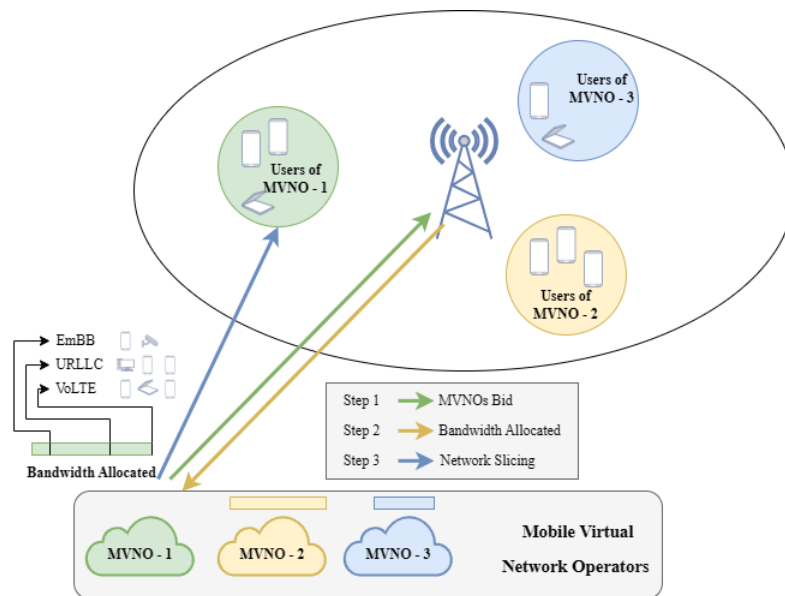 Users of
MVNO - 3
Users of
MVNO - 1
Users of
MVNO - 2
EmBB
URLLC
VoLTE
Bandwidth Allocated
Step 1
MVNOs Bid
Step 2
Bandwidth Allocated
Step 3
Network Slicing
MVNO - 1
MVNO - 2
MVNO - 3
Mobile Virtual
Network Operators